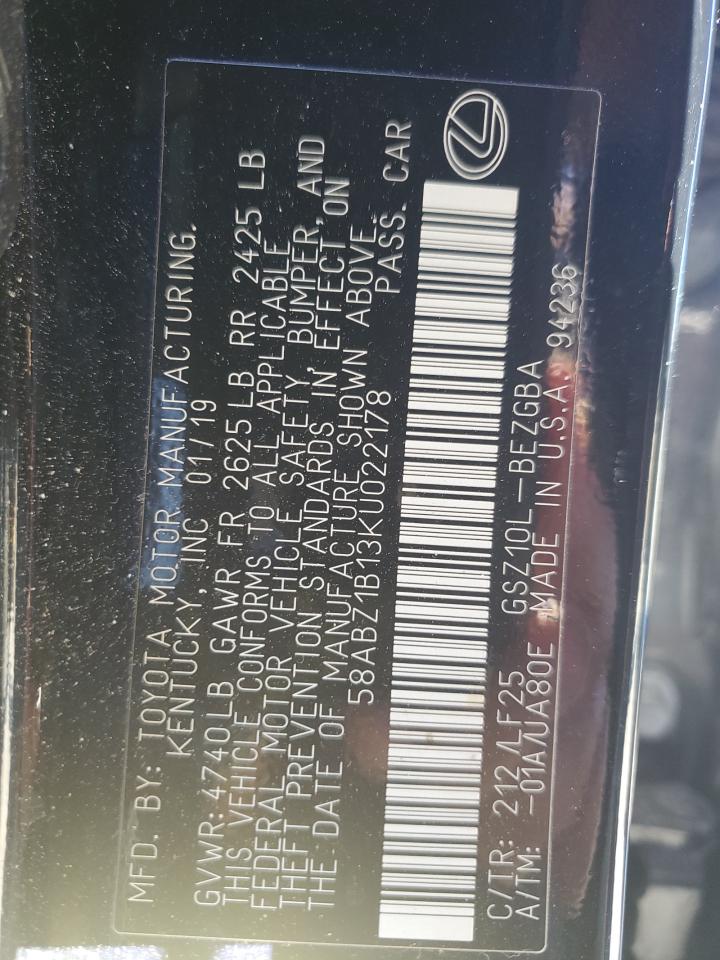 MFD. BY: TOYOTA MOTOR MANUFACTURING.
KENTUCKY, INC 01/19
GVWR: 4740LB GAWR FR 2625LB RR 2425 LB
THIS VEHICLE CONFORMS TO ALL APPLICABLE
FEDERAL MOTOR VEHICLE SAFETY, BUMPER, AND
THEFT PREVENTION STANDARDS IN EFFECT ON
THE DATE OF MANUFACTURE SHOWN ABOVE.
58ABZ1B13KU022178 PASS. CAR
C/TR: 212 /LF25 GSZ10L-BEZGBA
A/TM: -01A/UA80E MADE IN U.S.A. 94236